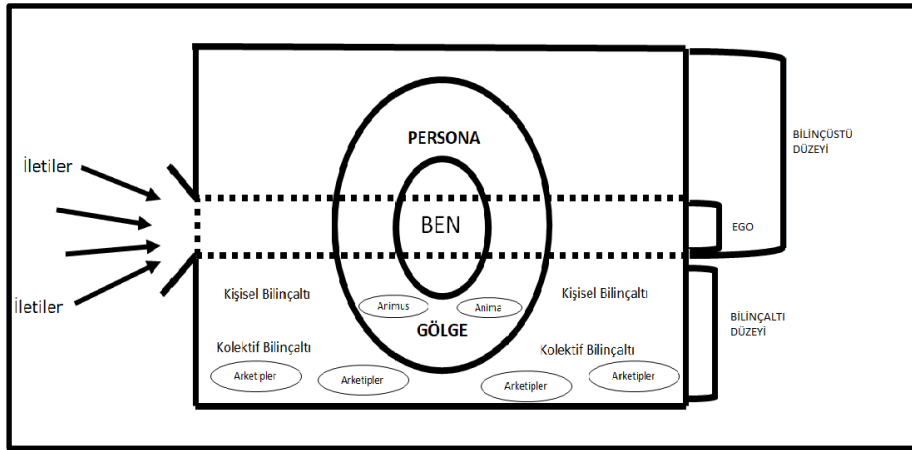 BİLİNÇÜSTÜ
DÜZEYİ
PERSONA
İletiler
BEN
EGO
Kişisel Bilinçaltı
Kişisel Bilinçaltı
İletiler
Animus
Anima
GÖLGE
BİLİNÇALTI
DÜZEYİ
Kolektif Bilinçaltı
Kolektif Bilinçaltı
Arketipler
Arketipler
Arketipler
Arketipler